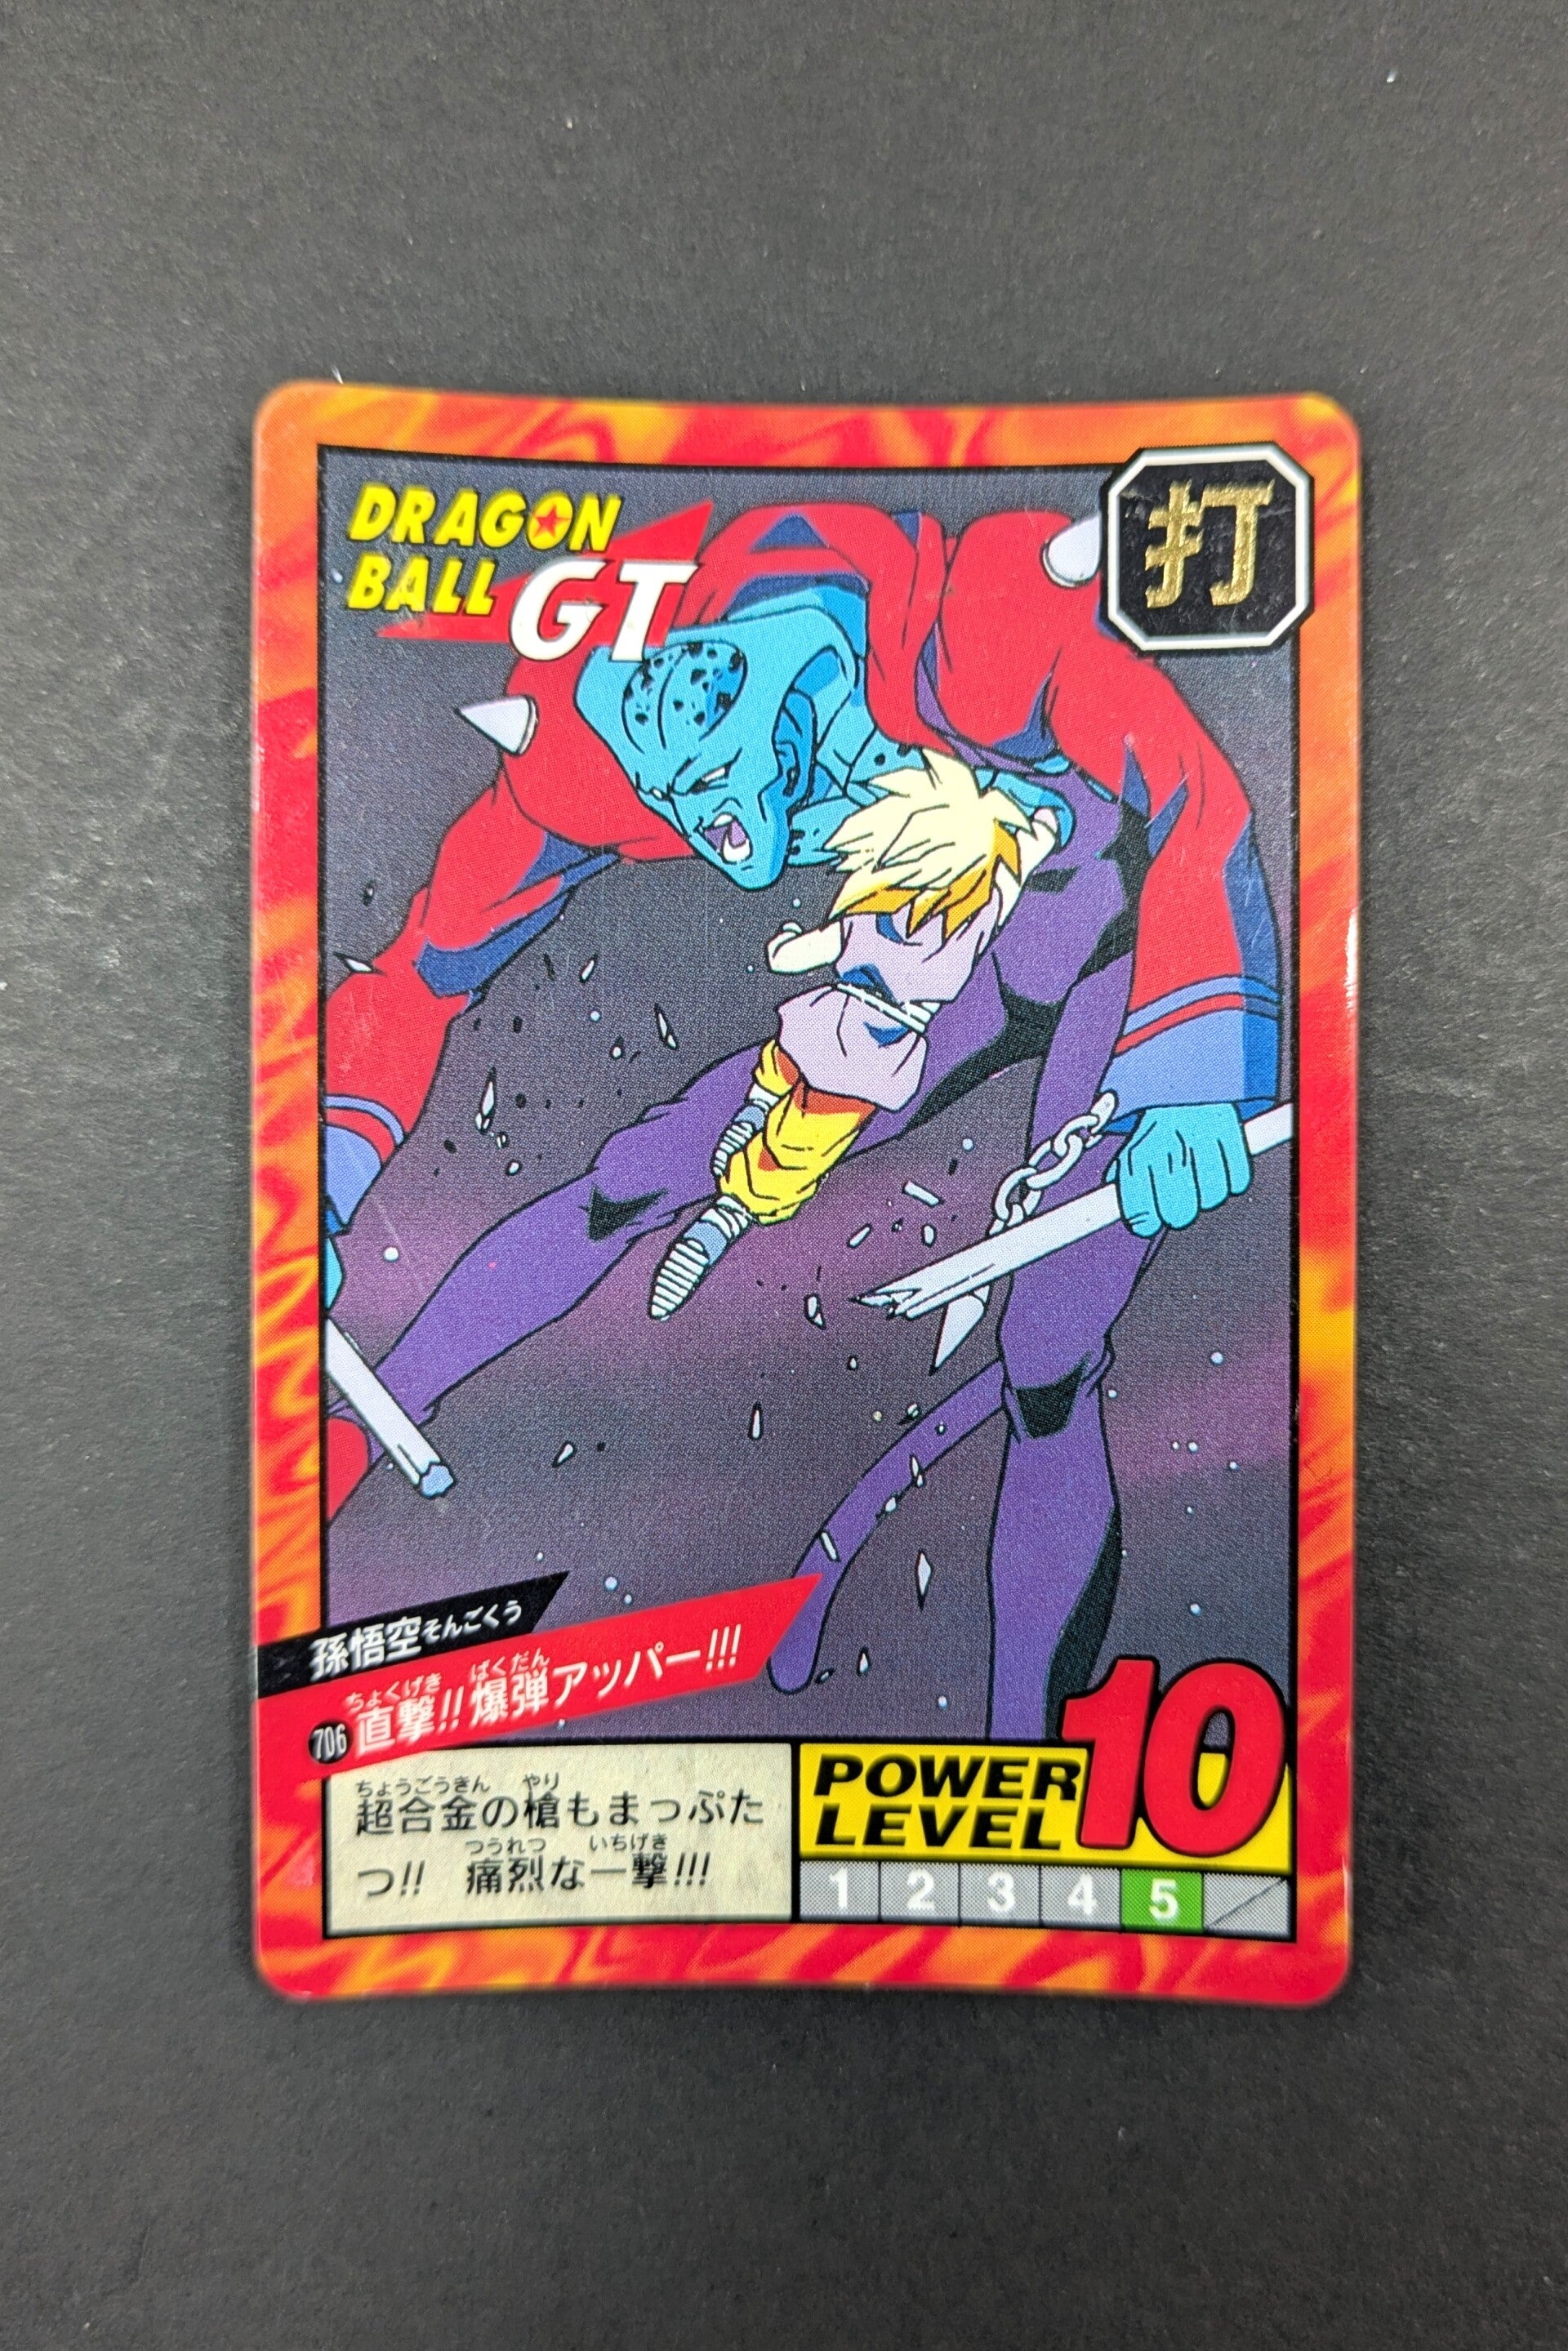 DRAGON
BALL GT
打
孫悟空そんごくう
ちょくげき ばくだん
706 直撃!! 爆弾アッパー!!!
ちょうごうきん やり
超合金の槍もまっぷた
つうれつ いちげき
つ!! 痛烈な一撃!!!
POWER
LEVEL 10
1 2 3 4 5